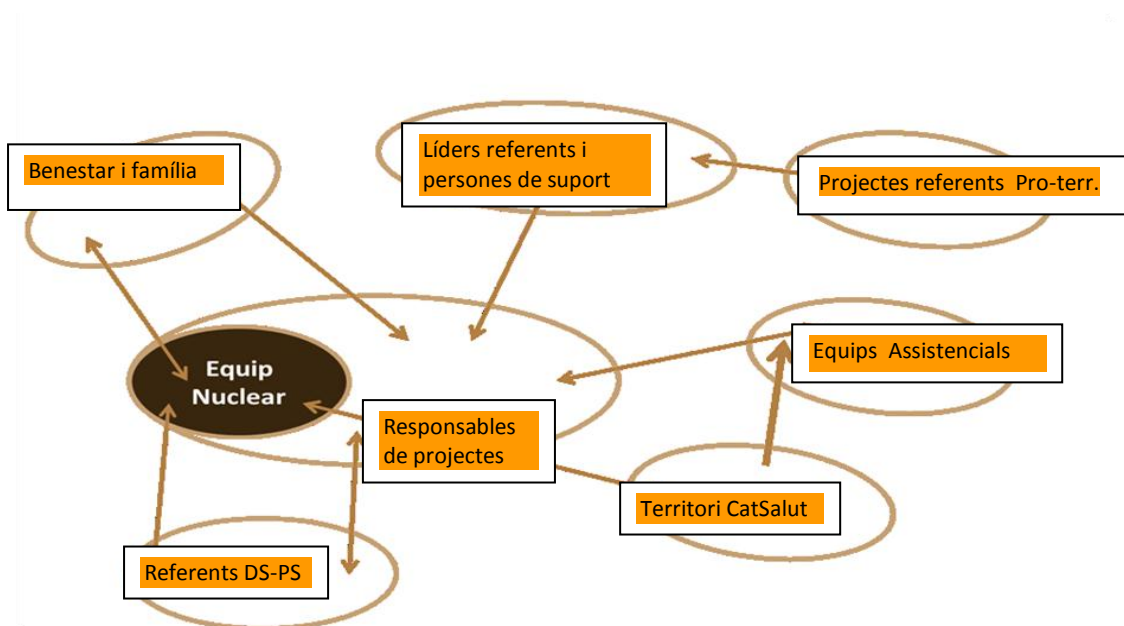 Líders referents i
persones de suport
Benestar i família
Projectes referents Pro-terr.
Equips Assistencials
Equip
Nuclear
Responsables
de projectes
Territori CatSalut
Referents DS-PS